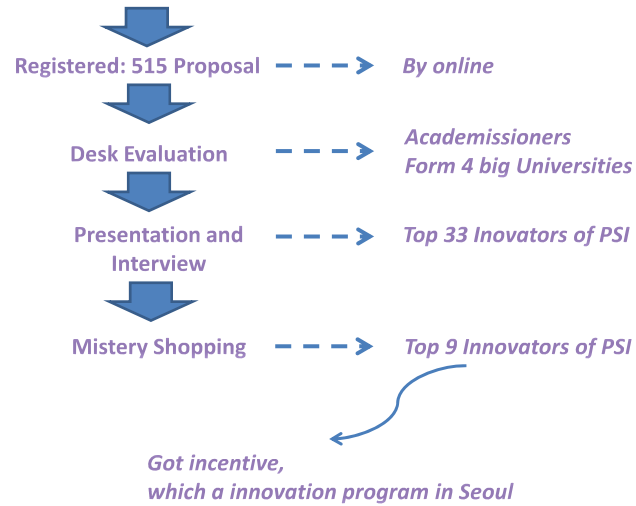 Registered: 515 Proposal
By online
Desk Evaluation
Academissioners
Form 4 big Universities
Presentation and
Interview
Top 33 Inovators of PSI
Mistery Shopping
Top 9 Innovators of PSI
Got incentive,
which a innovation program in Seoul